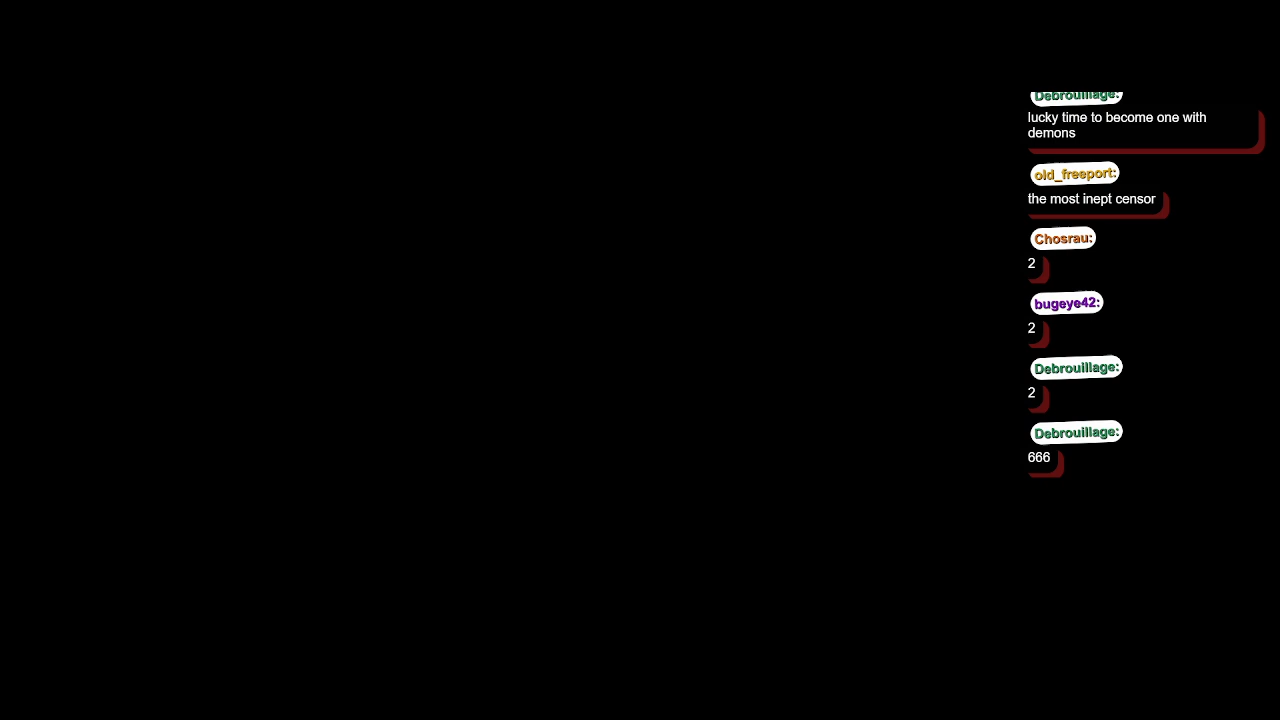 Debrouillage:
lucky time to become one with
demons
old_freeport:
the most inept censor
Chosrau:
2
bugeye42:
2
Debrouillage:
2
Debrouillage:
666